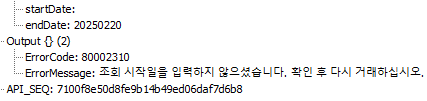 startDate:
endDate: 20250220
Output {} (2)
ErrorCode: 80002310
ErrorMessage: 조회 시작일을 입력하지 않으셨습니다. 확인 후 다시 거래하십시오.
API_SEQ: 7100f8e50d8fe9b14b49ed06daf7d6b8